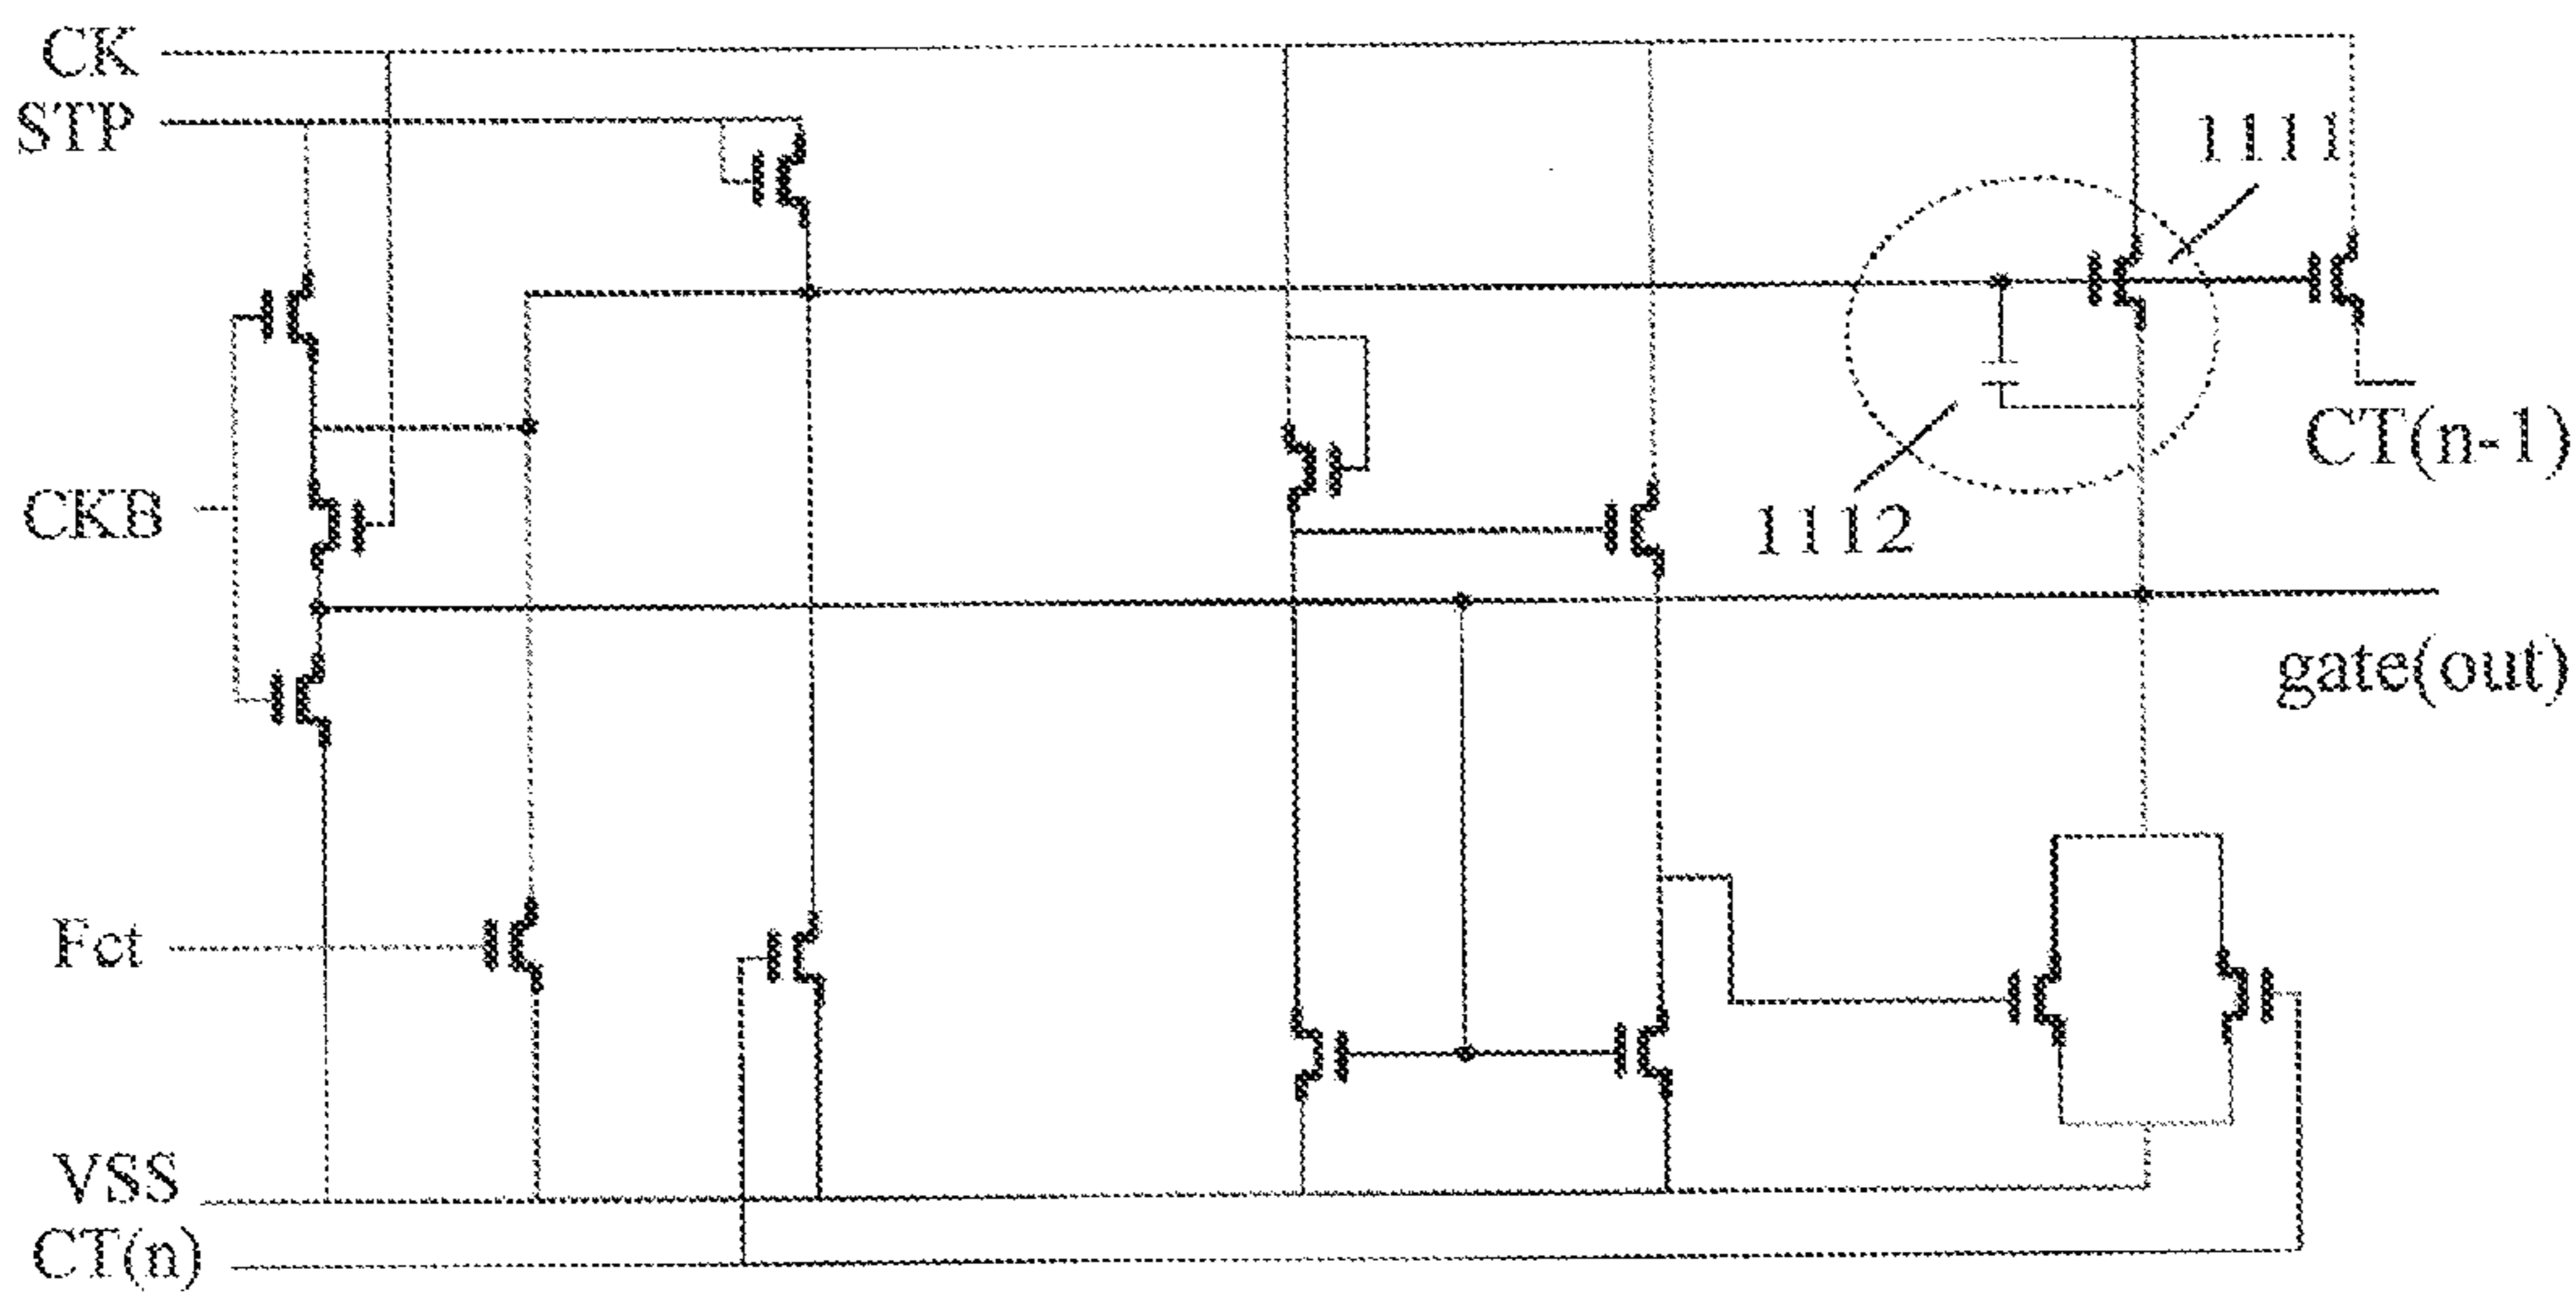 CK
STP
1111
CT(n-1)
CKB
1112
gate(out)
Fct
VSS
CT(n)